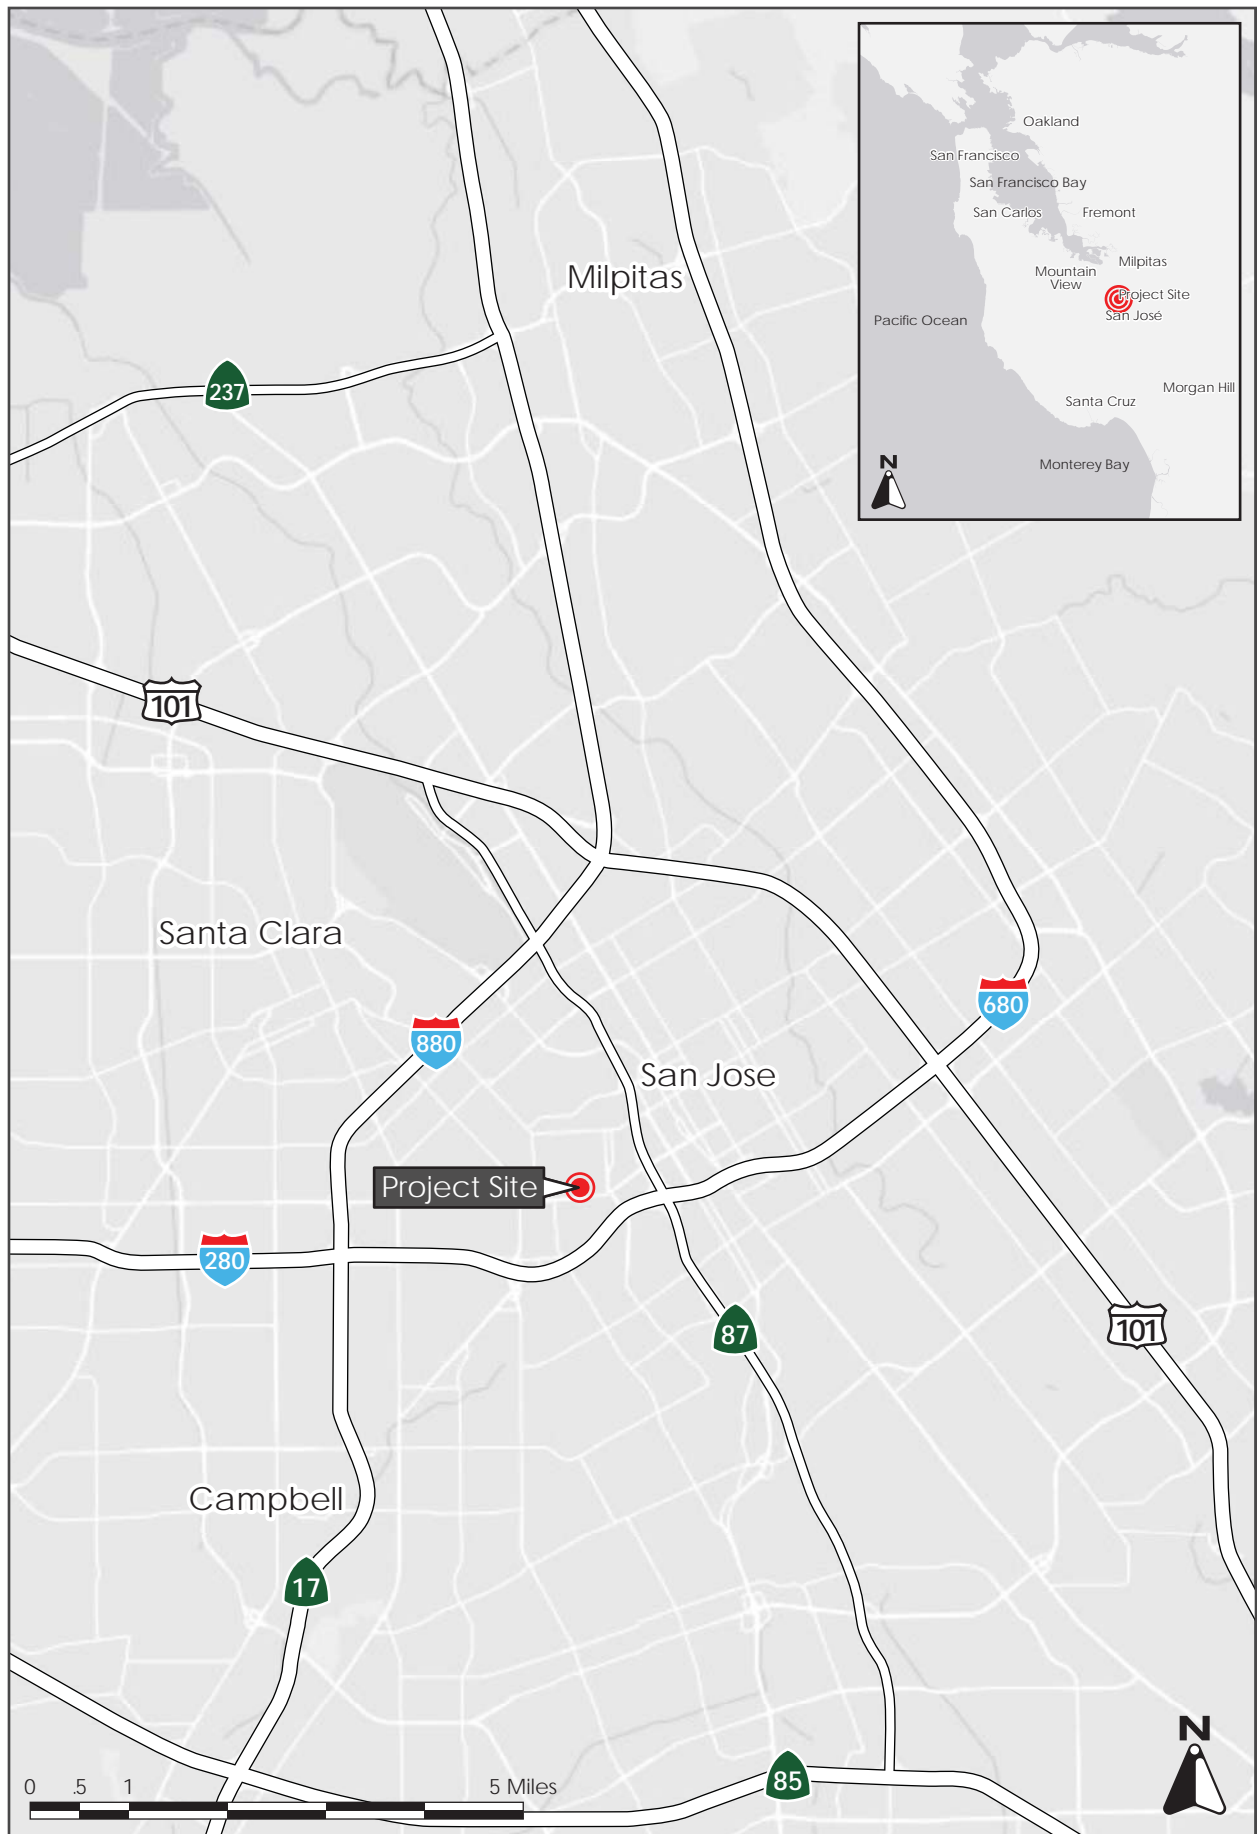 Oakland
San Francisco
San Francisco Bay
San Carlos
Fremont
Milpitas
Mountain
View
Project Site
San José
Pacific Ocean
Morgan Hill
Santa Cruz
Monterey Bay
N
Milpitas
237
101
Santa Clara
680
880
San Jose
Project Site
280
87
101
Campbell
17
N
85
0 .5 1 5 Miles